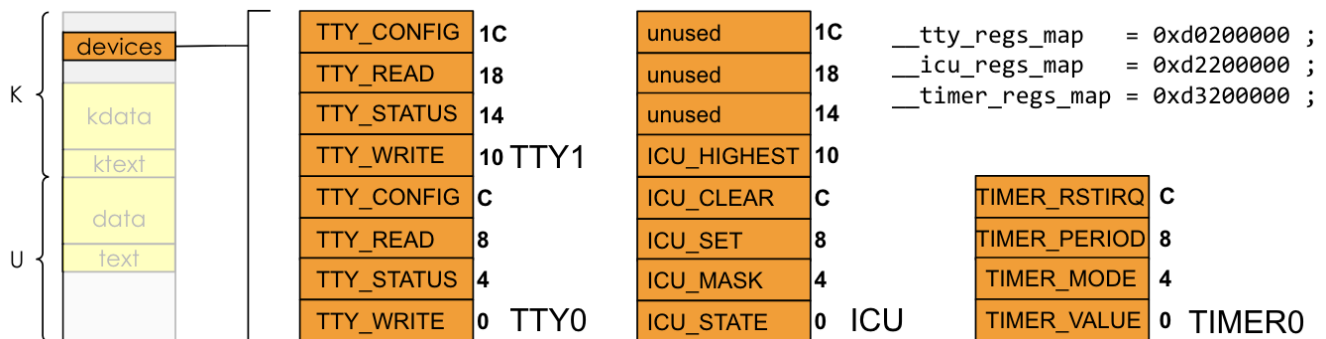 devices
K
kdata
ktext
U
data
text
TTY_CONFIG 1C
TTY_READ 18
TTY_STATUS 14
TTY_WRITE 10 TTY1
TTY_CONFIG C
TTY_READ 8
TTY_STATUS 4
TTY_WRITE 0 TTY0
unused 1C
unused 18
unused 14
ICU_HIGHEST 10
ICU_CLEAR C
ICU_SET 8
ICU_MASK 4
ICU_STATE 0 ICU
__tty_regs_map = 0xd0200000 ;
__icu_regs_map = 0xd2200000 ;
__timer_regs_map = 0xd3200000 ;
TIMER_RSTIRQ C
TIMER_PERIOD 8
TIMER_MODE 4
TIMER_VALUE 0 TIMER0